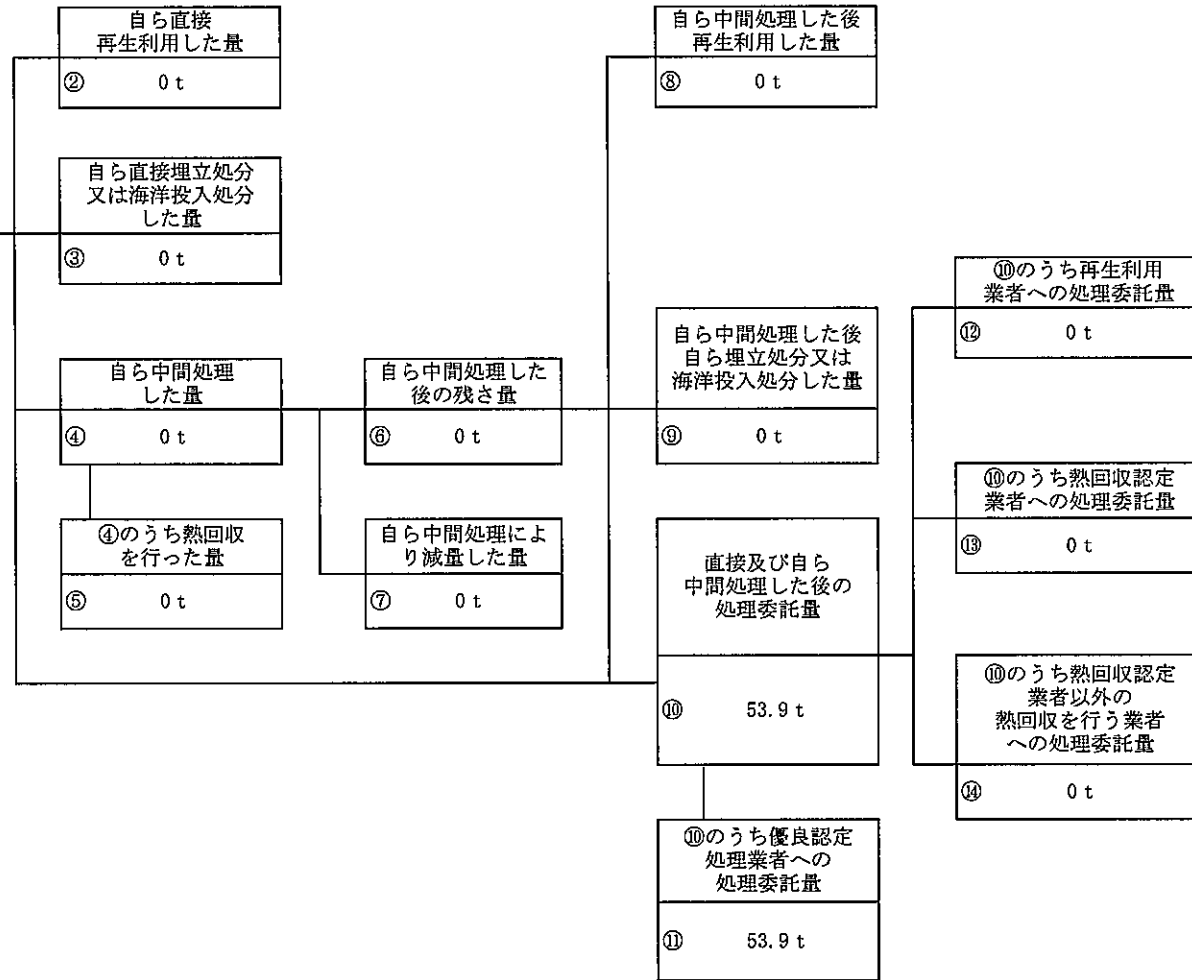 自ら直接
再生利用した量
② 0 t
自ら中間処理した後
再生利用した量
⑧ 0 t
自ら直接埋立処分
又は海洋投入処分
した量
③ 0 t
⑩のうち再生利用
業者への処理委託量
⑫ 0 t
自ら中間処理
した量
④ 0 t
自ら中間処理した
後の残さ量
⑥ 0 t
自ら中間処理した後
自ら埋立処分又は
海洋投入処分した量
⑨ 0 t
⑩のうち熱回収認定
業者への処理委託量
⑬ 0 t
④のうち熱回収
を行った量
⑤ 0 t
自ら中間処理によ
り減量した量
⑦ 0 t
直接及び自ら
中間処理した後の
処理委託量
⑩ 53.9 t
⑩のうち熱回収認定
業者以外の
熱回収を行う業者
への処理委託量
⑭ 0 t
⑩のうち優良認定
処理業者への
処理委託量
⑪ 53.9 t